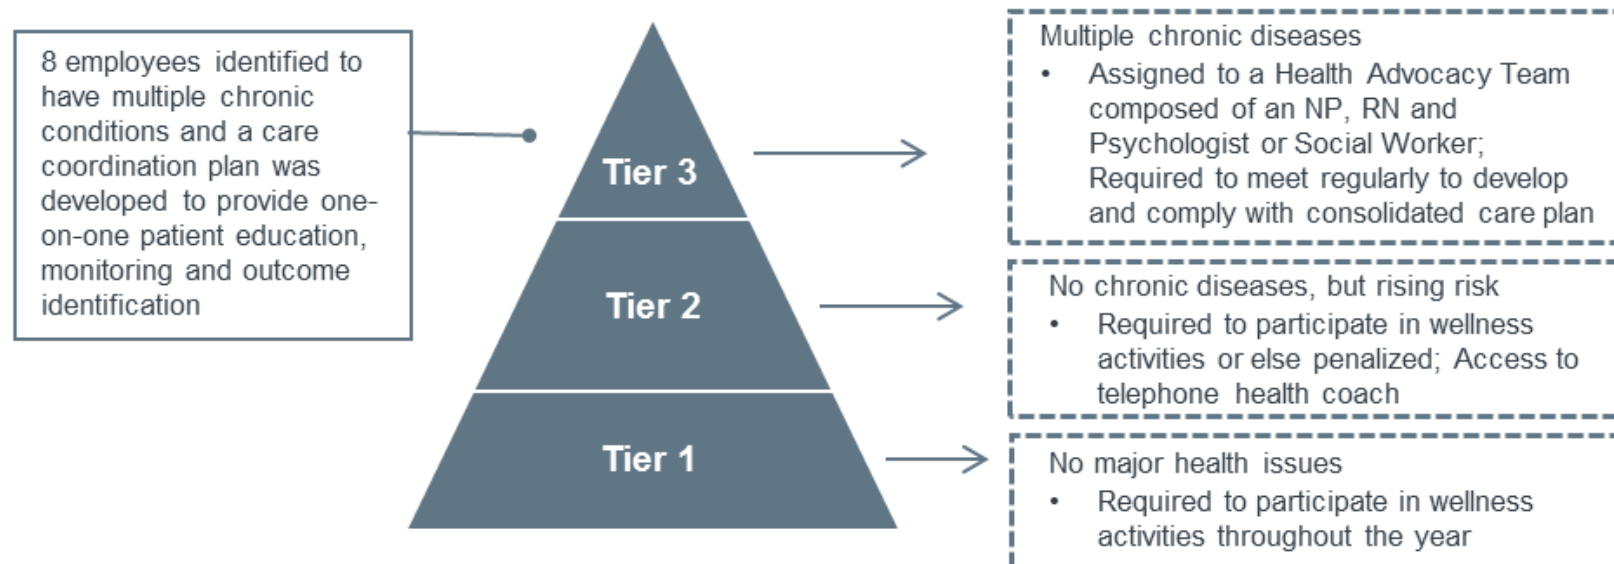 8 employees identified to
have multiple chronic
conditions and a care
coordination plan was
developed to provide one-
on-one patient education,
monitoring and outcome
identification
Tier 3
Tier 2
Tier 1
Multiple chronic diseases
• Assigned to a Health Advocacy Team
composed of an NP, RN and
Psychologist or Social Worker;
Required to meet regularly to develop
and comply with consolidated care plan
No chronic diseases, but rising risk
• Required to participate in wellness
activities or else penalized; Access to
telephone health coach
No major health issues
• Required to participate in wellness
activities throughout the year